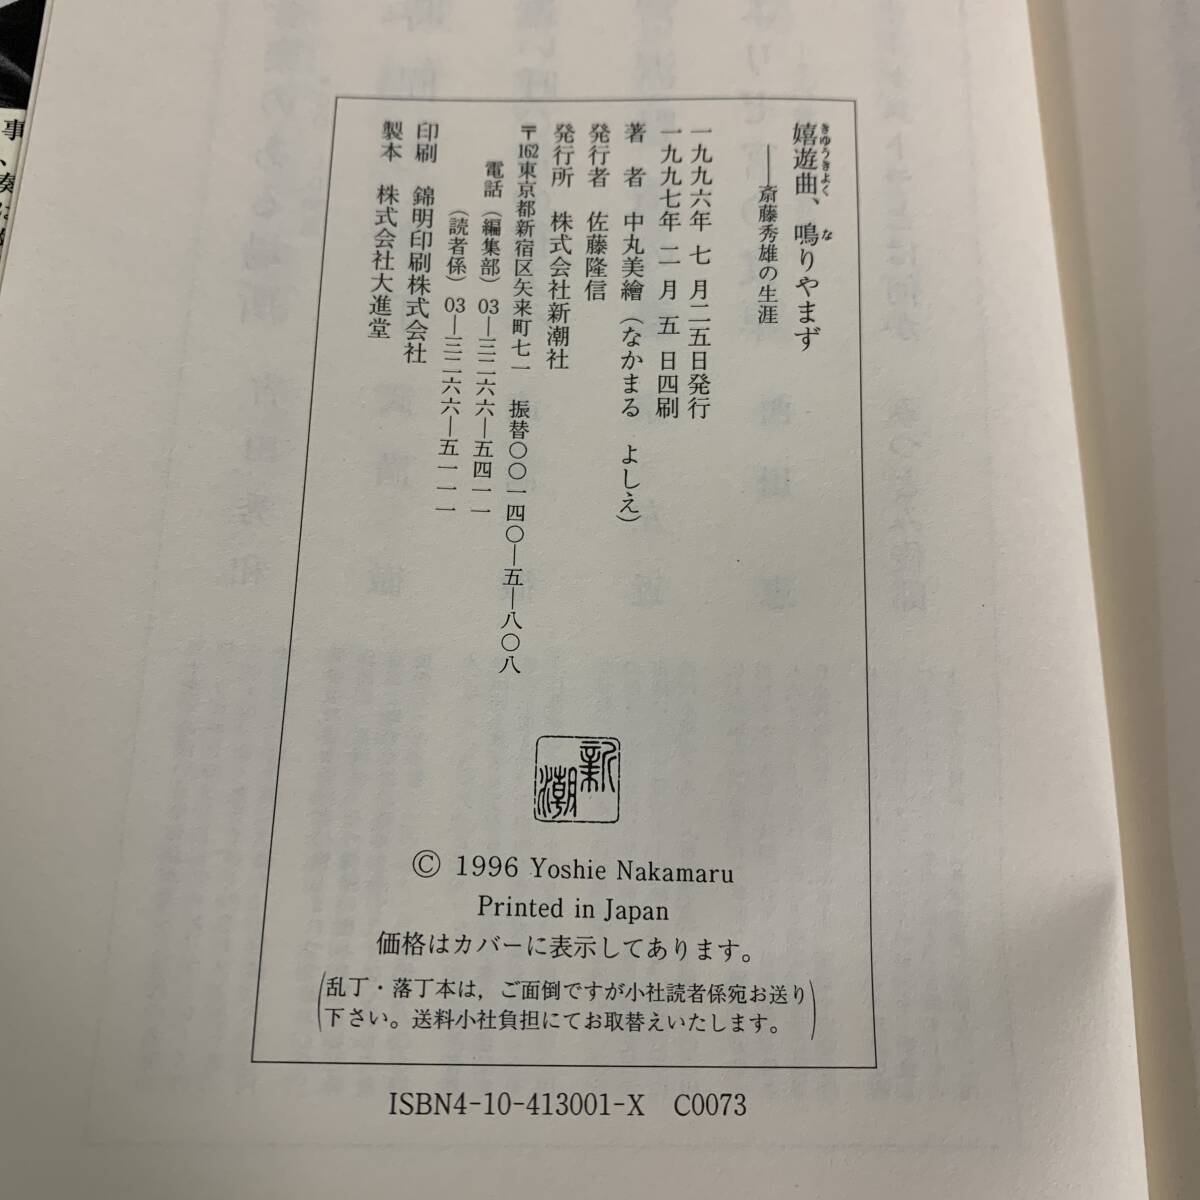 嬉遊曲、鳴りやまず
きゆうきよく な
――斎藤秀雄の生涯
一九九六年 七 月二五日発行
一九九七年 二 月 五 日四刷
著 者 中丸美繪（なかまる よしえ）
発行者 佐藤隆信
発行所 株式会社新潮社
〒162東京都新宿区矢来町七一 振替〇〇一四〇―五―八〇八
電話（編集部）03―三二六六―五四一一
（読者係）03―三二六六―五一一一
印刷 錦明印刷株式会社
製本 株式会社大進堂
新潮
© 1996 Yoshie Nakamaru
Printed in Japan
価格はカバーに表示してあります。
（乱丁・落丁本は，ご面倒ですが小社読者係宛お送り
下さい。送料小社負担にてお取替えいたします。）
ISBN4-10-413001-X C0073